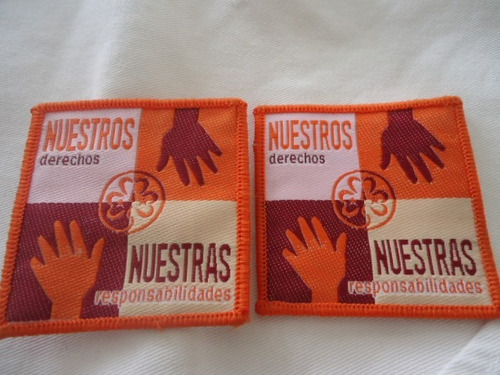 NUESTROS
derechos
NUESTRAS
responsabilidades
NUESTROS
derechos
NUESTRAS
responsabilidades